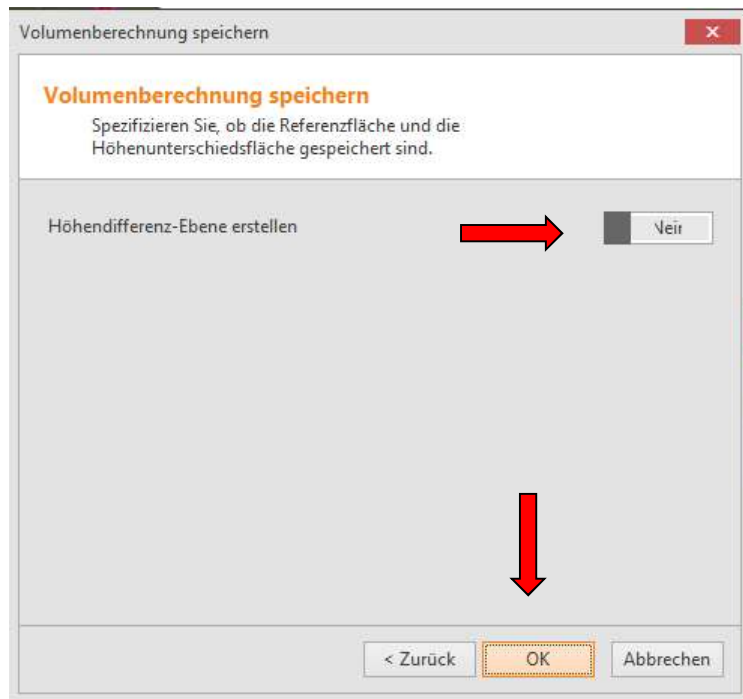 Volumenberechnung speichern
Volumenberechnung speichern
Spezifizieren Sie, ob die Referenzfläche und die
Höhenunterschiedsfläche gespeichert sind.
Höhendifferenz-Ebene erstellen
Nein
< Zurück
OK
Abbrechen